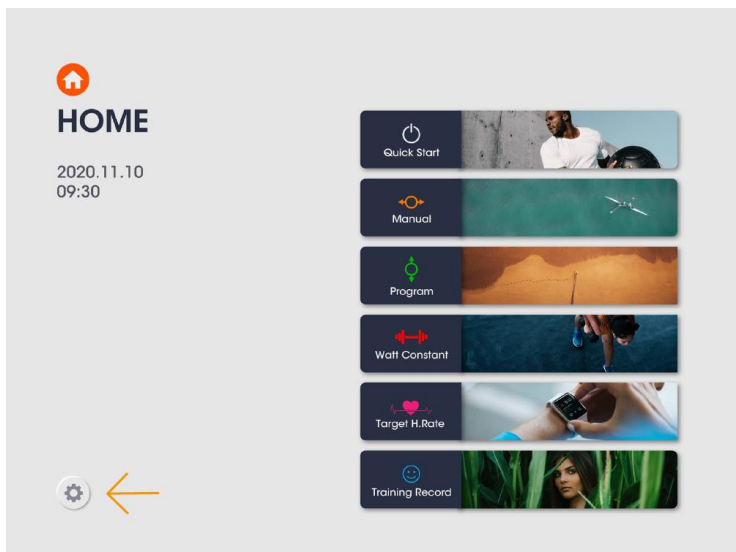 HOME
2020.11.10
09:30
Quick Start
Manual
Program
Watt Constant
Target H.Rate
Training Record